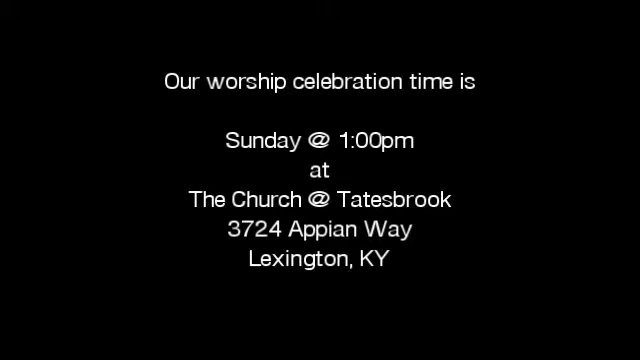 Our worship celebration time is
Sunday @ 1:00pm
at
The Church @ Tatesbrook
3724 Appian Way
Lexington, KY